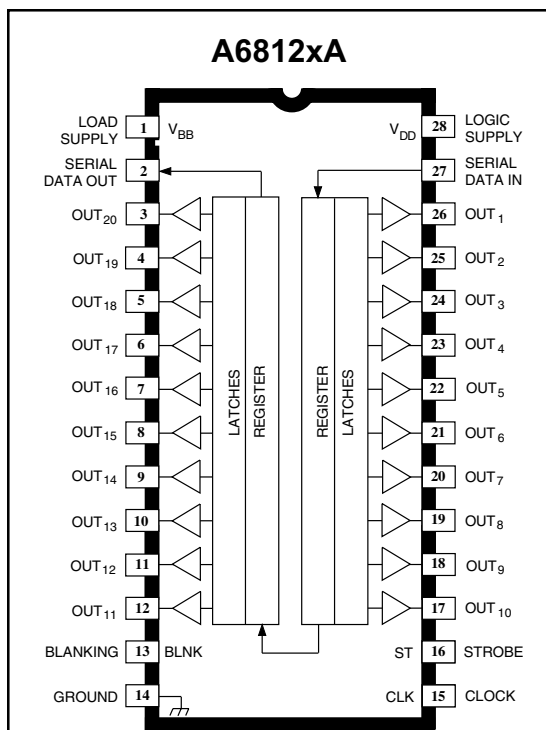 A6812xA
LOAD SUPPLY 1 V_BB V_DD 28 LOGIC SUPPLY
SERIAL DATA OUT 2 27 SERIAL DATA IN
OUT_20 3 26 OUT_1
OUT_19 4 25 OUT_2
OUT_18 5 24 OUT_3
OUT_17 6 23 OUT_4
OUT_16 7 22 OUT_5
OUT_15 8 21 OUT_6
OUT_14 9 20 OUT_7
OUT_13 10 19 OUT_8
OUT_12 11 18 OUT_9
OUT_11 12 17 OUT_10
LATCHES
REGISTER
REGISTER
LATCHES
BLANKING 13 BLNK ST 16 STROBE
GROUND 14 CLK 15 CLOCK